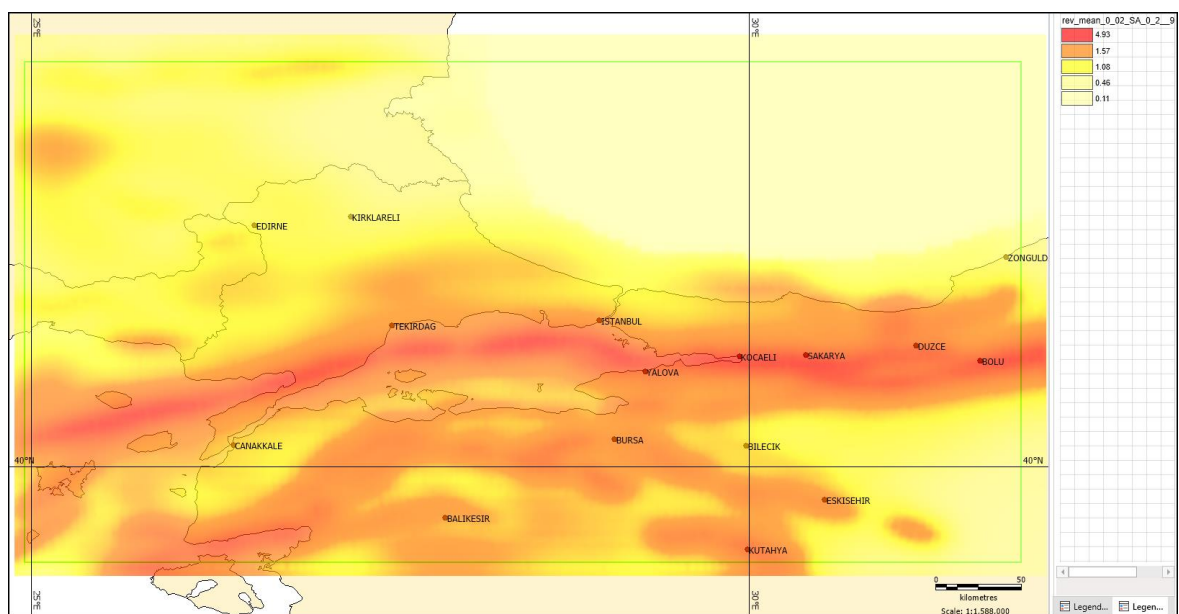 25°E
30°E
rev_mean_0_02_SA_0_2__9
4.93
1.57
1.08
0.46
0.11
KIRKLARELI
EDIRNE
ZONGULD
ISTANBUL
TEKIRDAG
DUZCE
SAKARYA
KOCAELI
BOLU
YALOVA
BURSA
CANAKKALE
BILECIK
40°N
40°N
ESKISEHIR
BALIKESIR
KUTAHYA
0
50
kilometres
Scale: 1:1,588,000
25°E
30°E
Legend...
Legen...